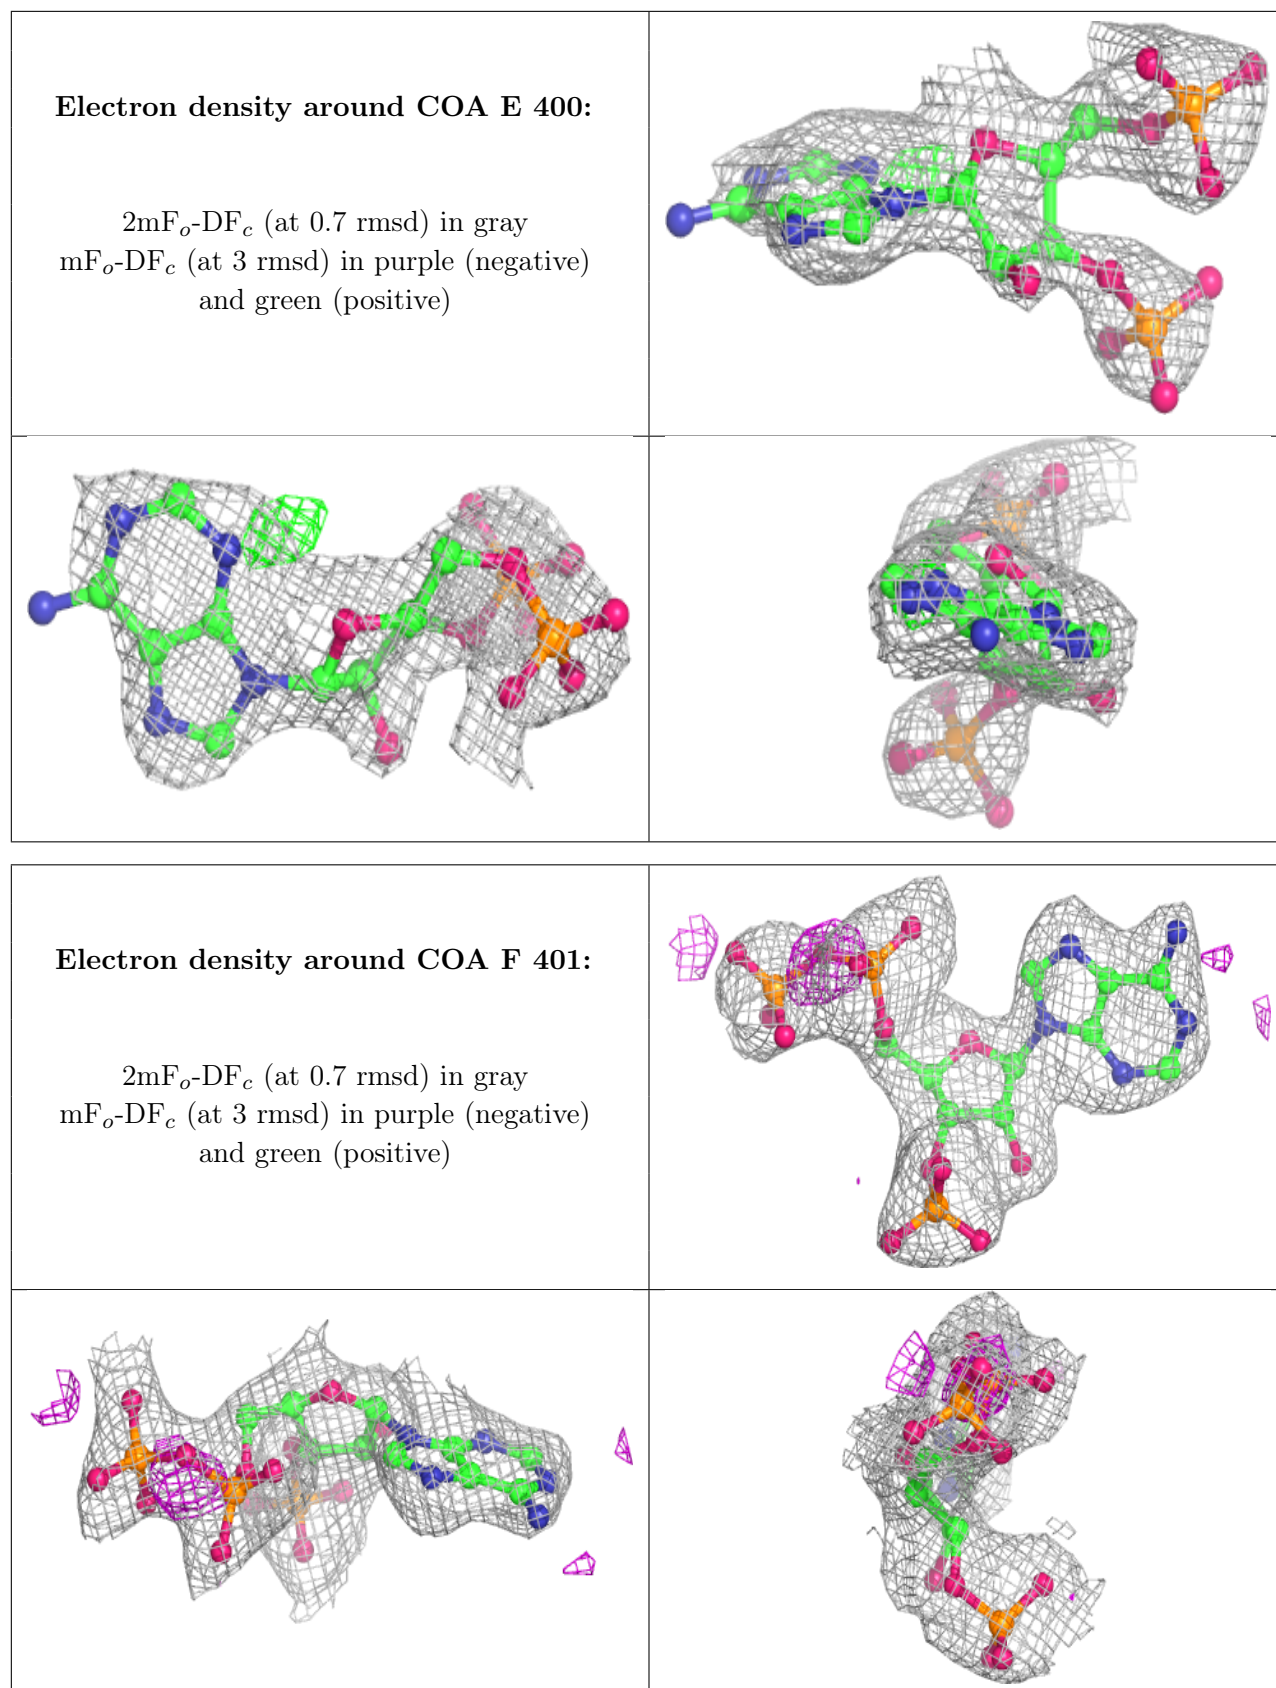 Electron density around COA E 400:
2mFo-DFc (at 0.7 rmsd) in gray
mFo-DFc (at 3 rmsd) in purple (negative)
and green (positive)
Electron density around COA F 401:
2mFo-DFc (at 0.7 rmsd) in gray
mFo-DFc (at 3 rmsd) in purple (negative)
and green (positive)